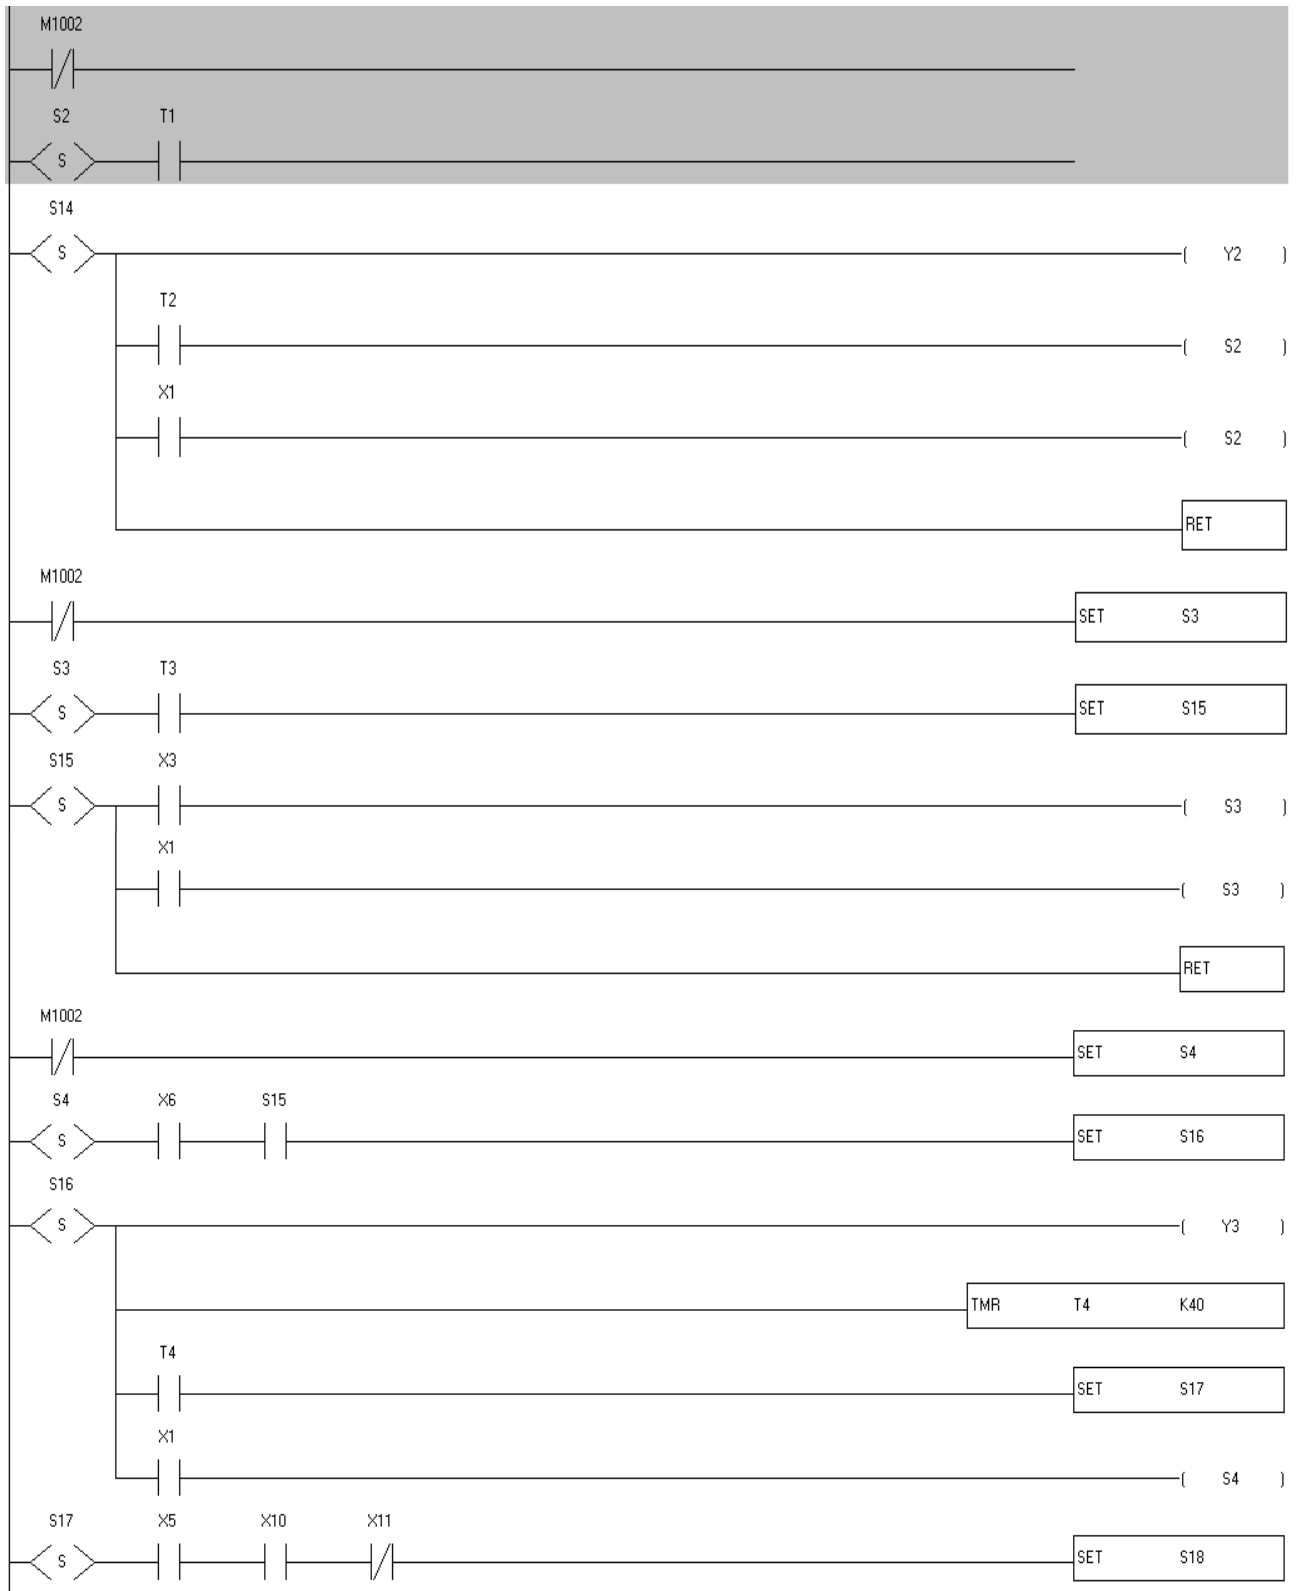 M1002
S2 T1
S
S14
S Y2
T2
S2
X1
S2
RET
M1002
SET S3
S3 T3
S SET S15
S15 X3
S S3
X1
S3
RET
M1002
SET S4
S4 X6 S15
S SET S16
S16
S Y3
TMR T4 K40
T4
SET S17
X1
S4
S17 X5 X10 X11
S SET S18